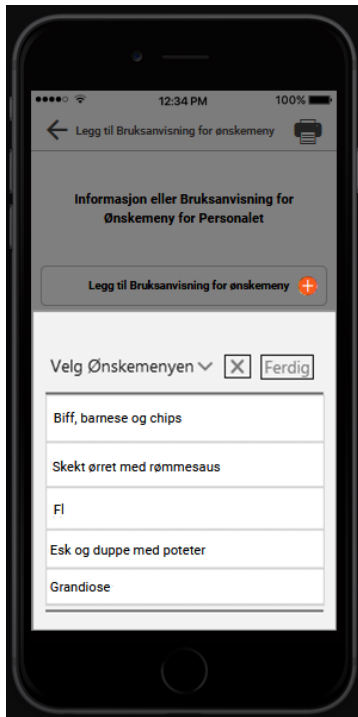 12:34 PM
100%
Legg til Bruksanvisning for ønskemeny
Informasjon eller Bruksanvisning for
Ønskemeny for Personalet
Legg til Bruksanvisning for ønskemeny
Velg Ønskemenyen
Ferdig
Biff, barnese og chips
Skekt ørret med rømmesaus
Fl
Esk og duppe med poteter
Grandiose